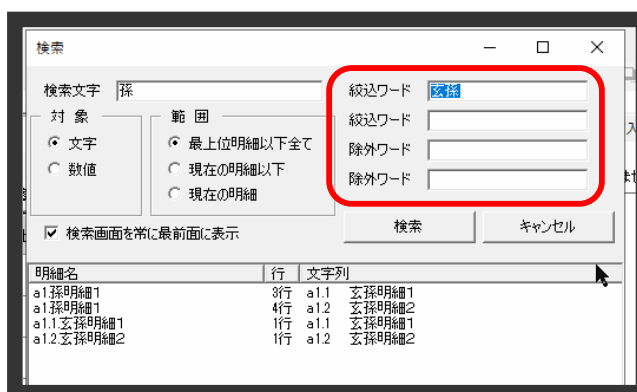 検索
検索文字 孫
絞込ワード 玄孫
絞込ワード
除外ワード
除外ワード
対 象
文字
数値
範 囲
最上位明細以下全て
現在の明細以下
現在の明細
検索画面を常に最前面に表示
検索 キャンセル
明細名 行 文字列
a1.孫明細1 3行 a1.1 玄孫明細1
a1.孫明細1 4行 a1.2 玄孫明細2
a1.1.玄孫明細1 1行 a1.1 玄孫明細1
a1.2.玄孫明細2 1行 a1.2 玄孫明細2